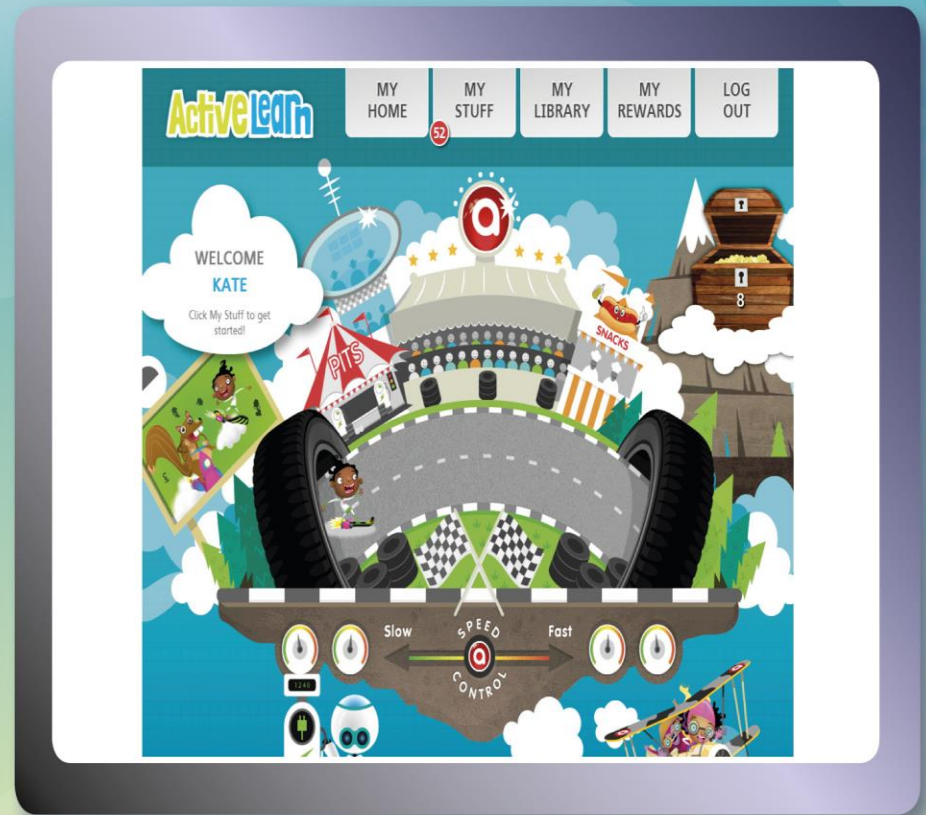 ActiveLearn
MY HOME
MY STUFF
52
MY LIBRARY
MY REWARDS
LOG OUT
WELCOME
KATE
Click My Stuff to get
started!
a
8
PITS
SNACKS
Slow
SPEED
Fast
a
CONTROL
1240